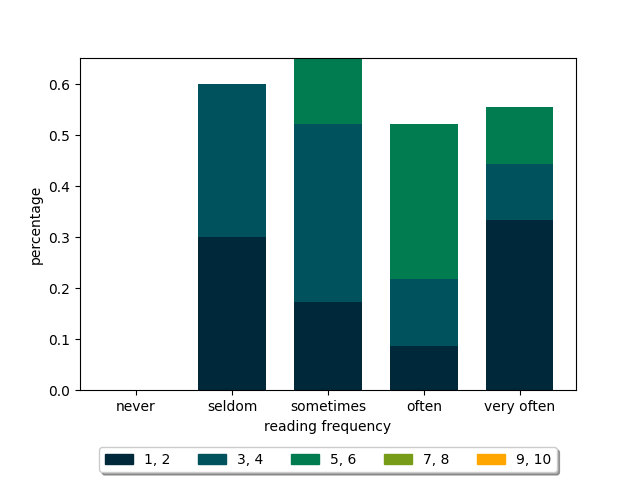 0.6
0.5
0.4
0.3
0.2
0.1
0.0
percentage
never seldom sometimes often very often
reading frequency
1, 2 3, 4 5, 6 7, 8 9, 10